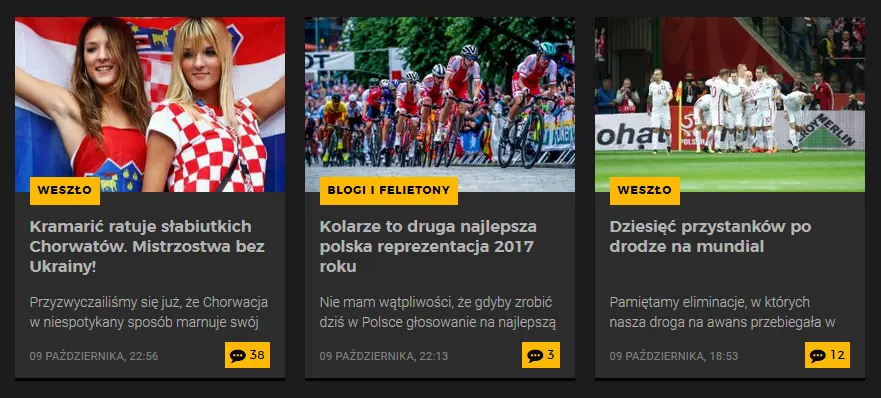 WESZŁO
Kramarić ratuje słabiutkich
Chorwatów. Mistrzostwa bez
Ukrainy!
Przyzwyczailiśmy się już, że Chorwacja
w niespotykany sposób marnuje swój
09 PAŹDZIERNIKA, 22:56
38
BLOGI I FELIETONY
Kolarze to druga najlepsza
polska reprezentacja 2017
roku
Nie mam wątpliwości, że gdyby zrobić
dziś w Polsce głosowanie na najlepszą
09 PAŹDZIERNIKA, 22:13
3
WESZŁO
Dziesięć przystanków po
drodze na mundial
Pamiętamy eliminacje, w których
nasza droga na awans przebiegała w
09 PAŹDZIERNIKA, 18:53
12